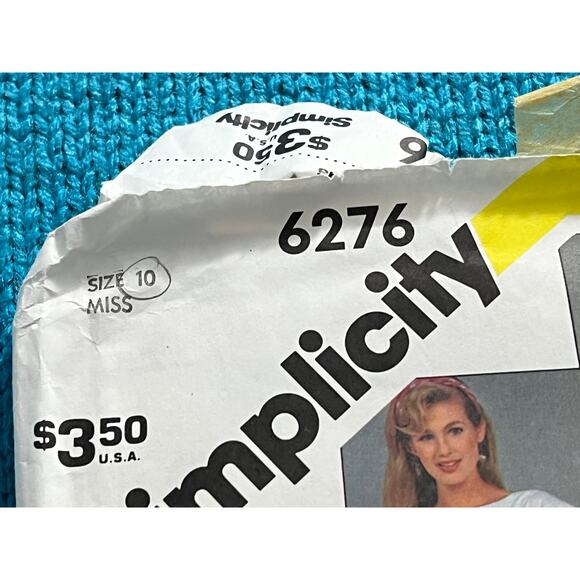 Simplicity
$3.50
U.S.A.
6
6276
SIZE 10
MISS
Simplicity
$3.50
U.S.A.